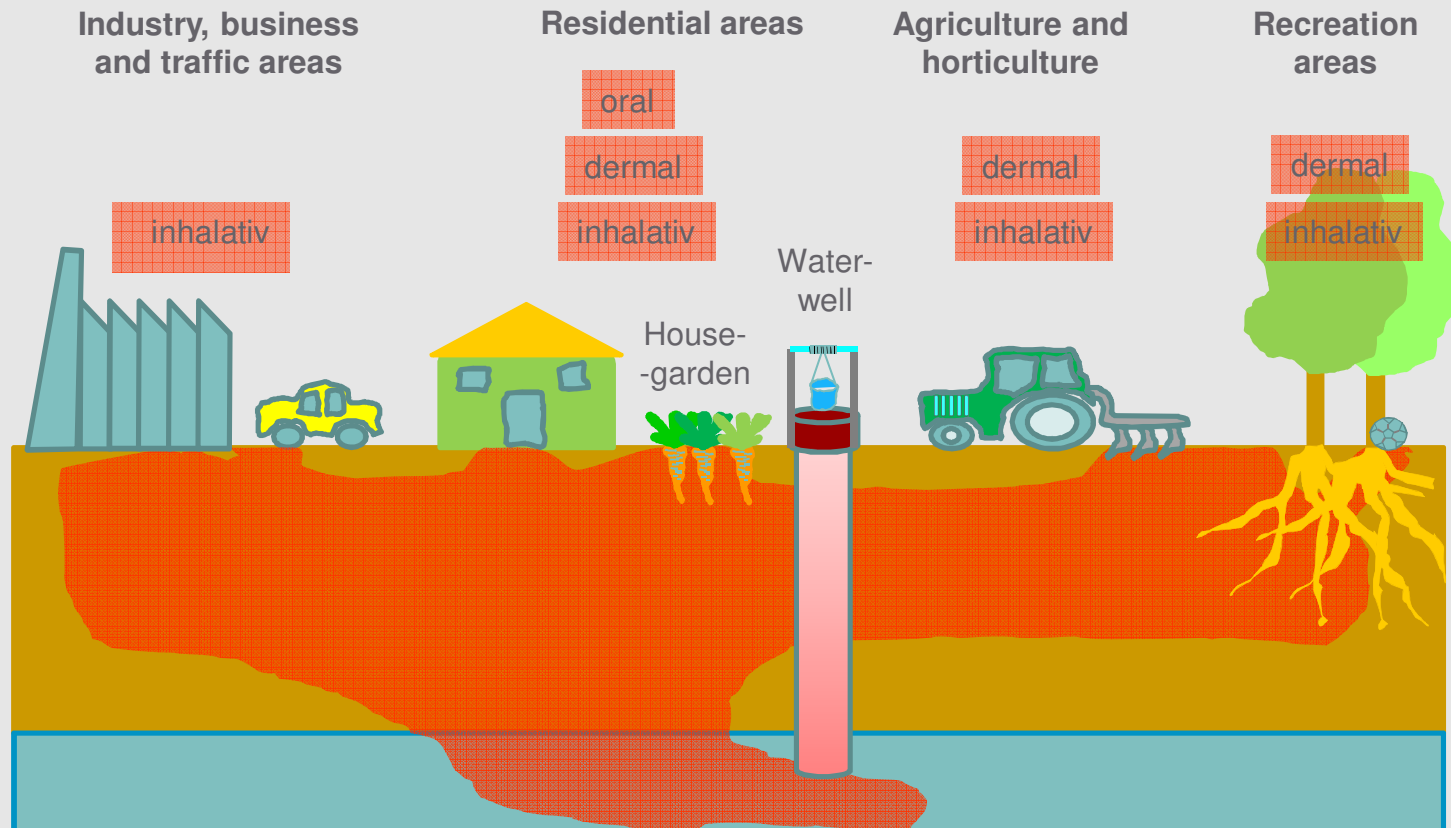 Industry, business
and traffic areas
Residential areas
Agriculture and
horticulture
Recreation
areas
oral
dermal
dermal
dermal
inhalativ
inhalativ
inhalativ
inhalativ
Water-
well
House-
-garden